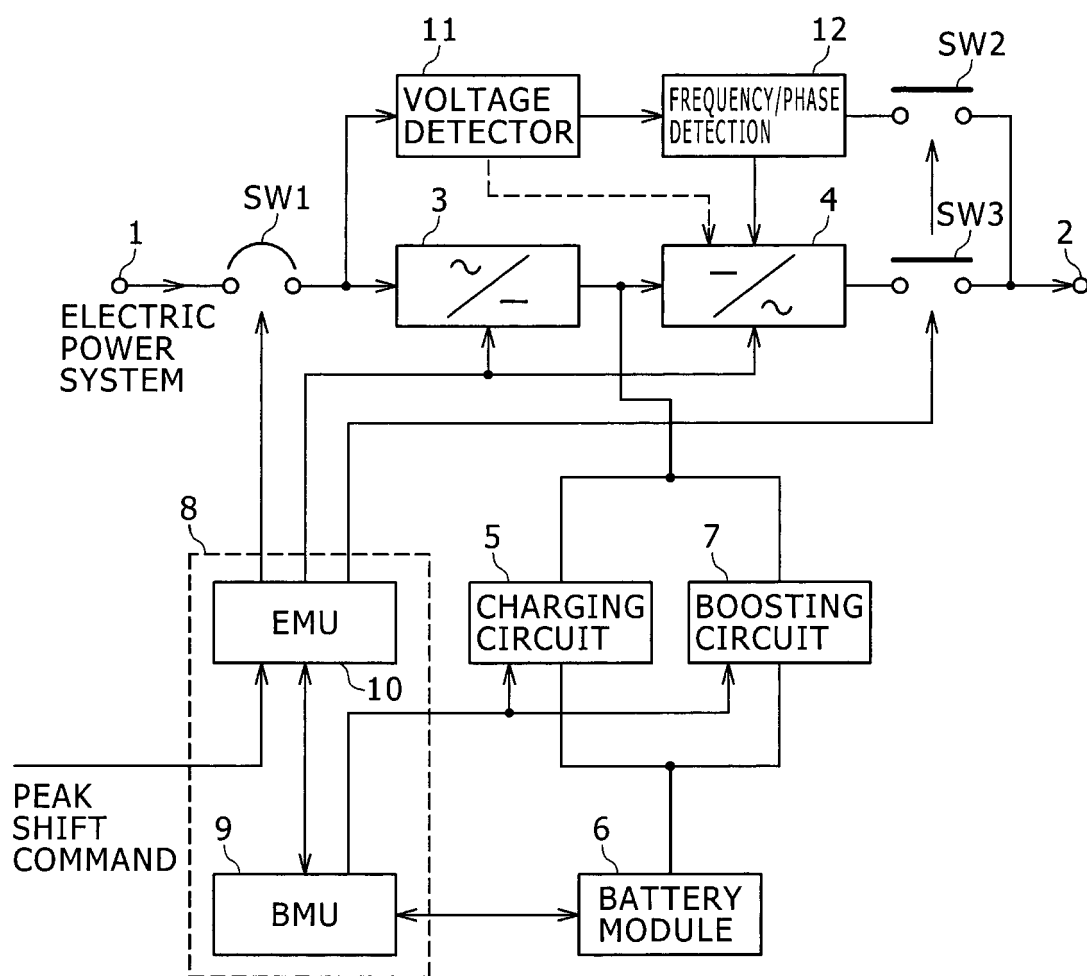 11
12
SW2
VOLTAGE
DETECTOR
FREQUENCY/PHASE
DETECTION
SW1
3
4
SW3
1
2
ELECTRIC
POWER
SYSTEM
8
5
7
EMU
CHARGING
CIRCUIT
BOOSTING
CIRCUIT
10
PEAK
SHIFT
COMMAND
9
6
BMU
BATTERY
MODULE